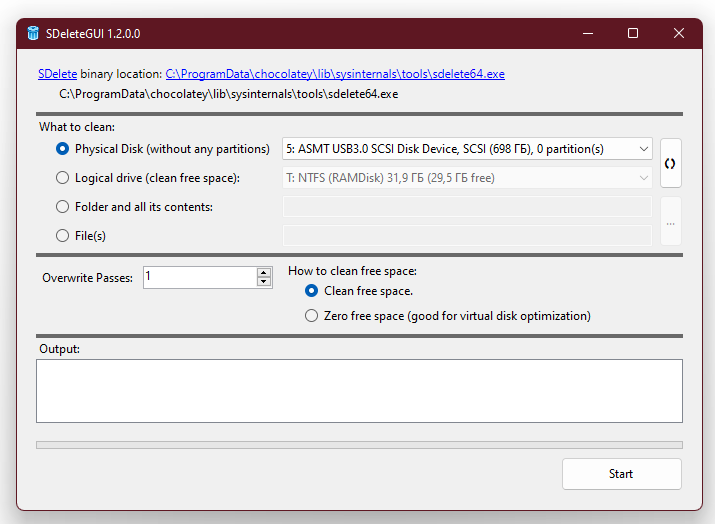 SDeleteGUI 1.2.0.0
SDelete binary location: C:\ProgramData\chocolatey\lib\sysinternals\tools\sdelete64.exe
C:\ProgramData\chocolatey\lib\sysinternals\tools\sdelete64.exe
What to clean:
Physical Disk (without any partitions) 5: ASMT USB3.0 SCSI Disk Device, SCSI (698 ГБ), 0 partition(s)
Logical drive (clean free space): T: NTFS (RAMDisk) 31,9 ГБ (29,5 ГБ free)
Folder and all its contents: ...
File(s)
Overwrite Passes: 1
How to clean free space:
Clean free space.
Zero free space (good for virtual disk optimization)
Output:
Start